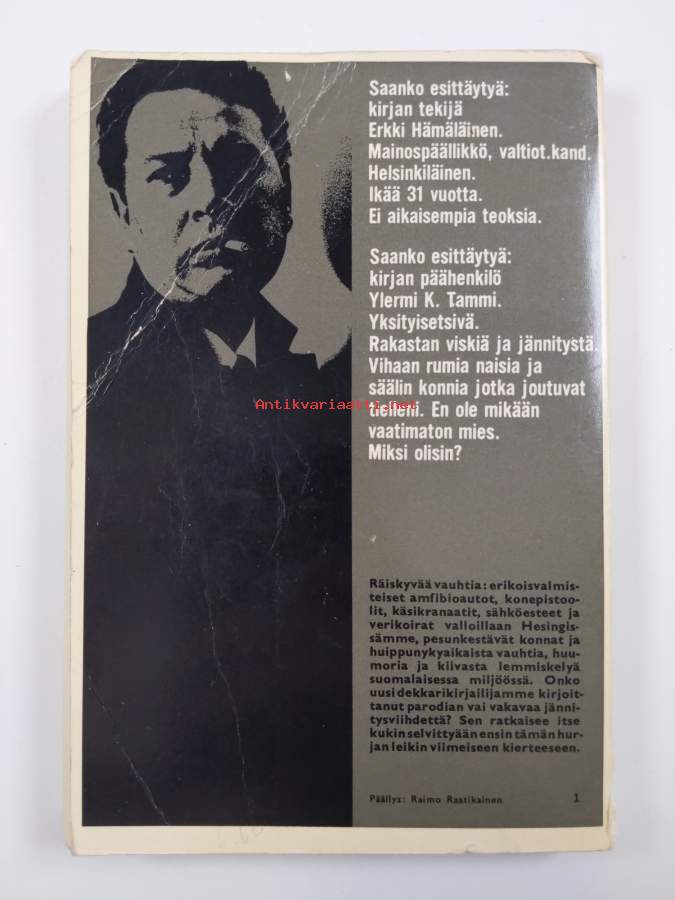 Saanko esittäytyä:
kirjan tekijä
Erkki Hämäläinen.
Mainospäällikkö, valtiot.kand.
Helsinkiläinen.
Ikää 31 vuotta.
Ei aikaisempia teoksia.
Saanko esittäytyä:
kirjan päähenkilö
Ylermi K. Tammi.
Yksityisetsivä.
Rakastan viskiä ja jännitystä.
Vihaan rumia naisia ja
säälin konnia jotka joutuvat
Antikvariaatti.net
tielleni. En ole mikään
vaatimaton mies.
Miksi olisin?
Räiskyvää vauhtia: erikoisvalmis-
teiset amfibioautot, konepistoo-
lit, käsikranaatit, sähköesteet ja
verikoirat valloillaan Hesingis-
sämme, pesunkestävät konnat ja
huippunykyaikaista vauhtia, huu-
moria ja kiivasta lemmiskelyä
suomalaisessa miljöössä. Onko
uusi dekkarikirjailijamme kirjoit-
tanut parodian vai vakavaa jänni-
tysviihdettä? Sen ratkaisee itse
kukin selvittyään ensin tämän hur-
jan leikin viimeiseen kierteeseen.
Päällys: Raimo Raatikainen 1